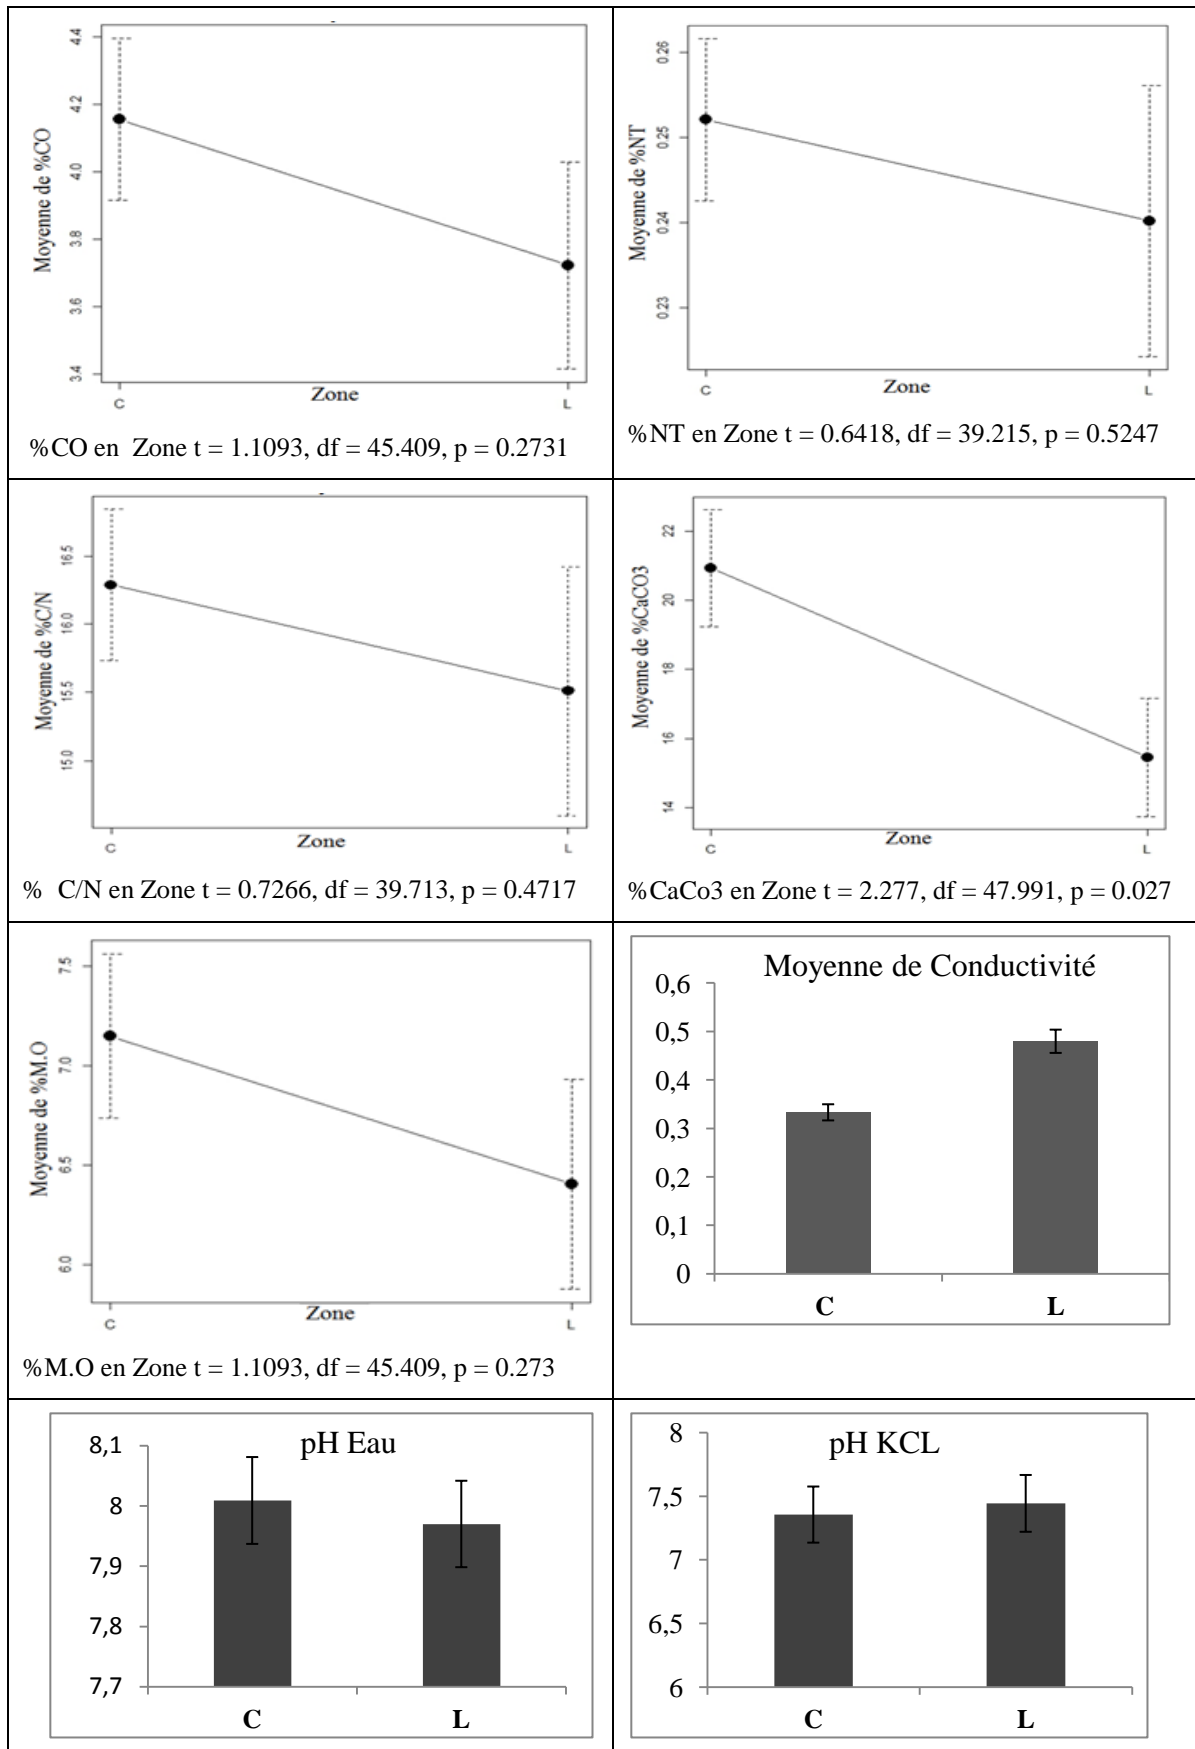 4.4
4.2
4.0
3.8
3.6
3.4
Moyenne de %CO
C
Zone
L
%CO en Zone t = 1.1093, df = 45.409, p = 0.2731
0.26
0.25
0.24
0.23
Moyenne de %NT
C
Zone
L
%NT en Zone t = 0.6418, df = 39.215, p = 0.5247
16.5
16.0
15.5
15.0
Moyenne de %C/N
C
Zone
L
% C/N en Zone t = 0.7266, df = 39.713, p = 0.4717
22
20
18
16
14
Moyenne de %CaCO3
C
Zone
L
%CaCo3 en Zone t = 2.277, df = 47.991, p = 0.027
7.5
7.0
6.5
6.0
Moyenne de %M.O
C
Zone
L
%M.O en Zone t = 1.1093, df = 45.409, p = 0.273
Moyenne de Conductivité
0,6
0,5
0,4
0,3
0,2
0,1
0
C L
pH Eau
8,1
8
7,9
7,8
7,7
C L
pH KCL
8
7,5
7
6,5
6
C L